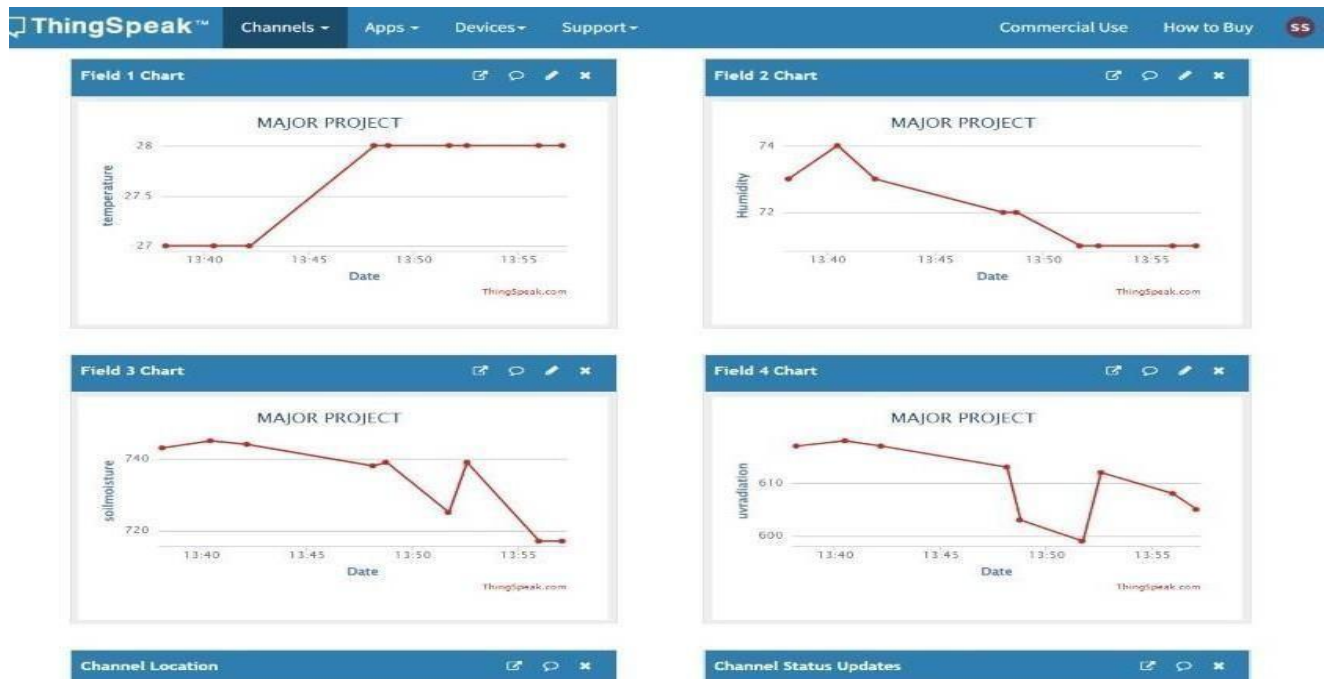 ThingSpeak™ Channels Apps Devices Support Commercial Use How to Buy SS
Field 1 Chart
MAJOR PROJECT
temperature
28
27.5
27
13:40 13:45 13:50 13:55
Date
ThingSpeak.com
Field 2 Chart
MAJOR PROJECT
Humidity
74
72
13:40 13:45 13:50 13:55
Date
ThingSpeak.com
Field 3 Chart
MAJOR PROJECT
soilmoisture
740
720
13:40 13:45 13:50 13:55
Date
ThingSpeak.com
Field 4 Chart
MAJOR PROJECT
uvradiation
610
600
13:40 13:45 13:50 13:55
Date
ThingSpeak.com
Channel Location
Channel Status Updates